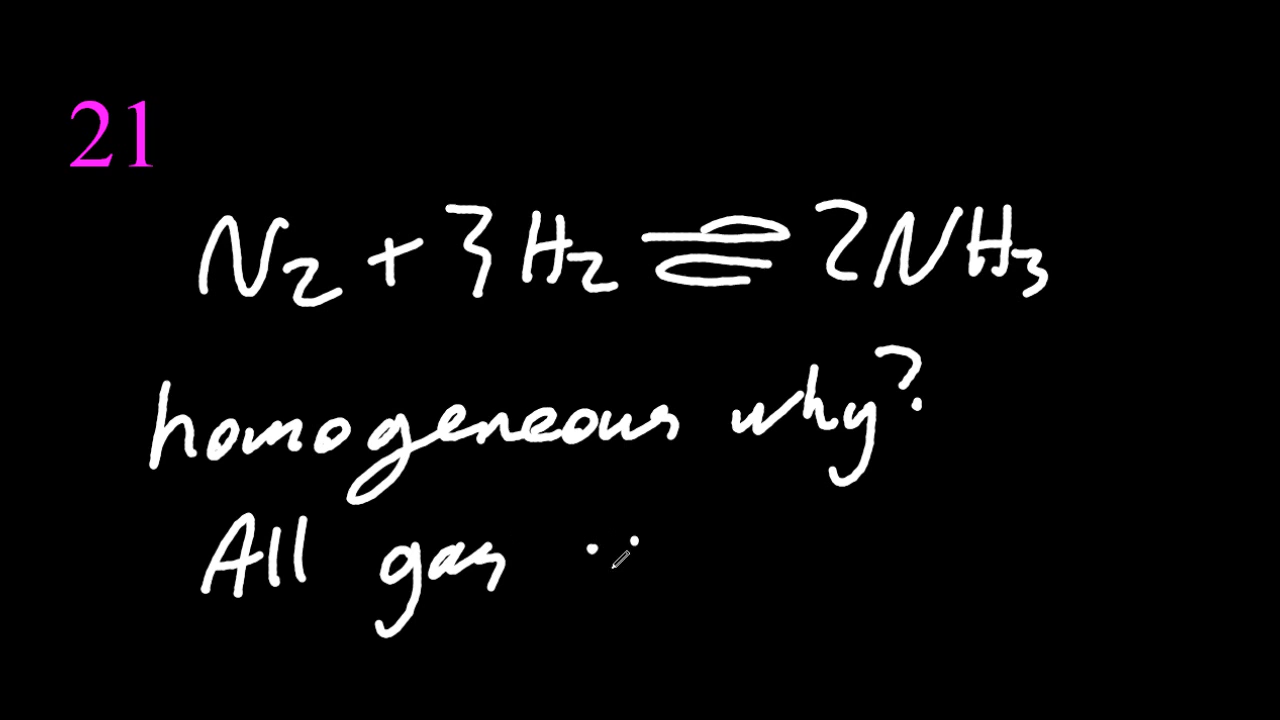 21
N₂ + 3H₂ ⇌ 2NH₃
homogeneous why?
All gas